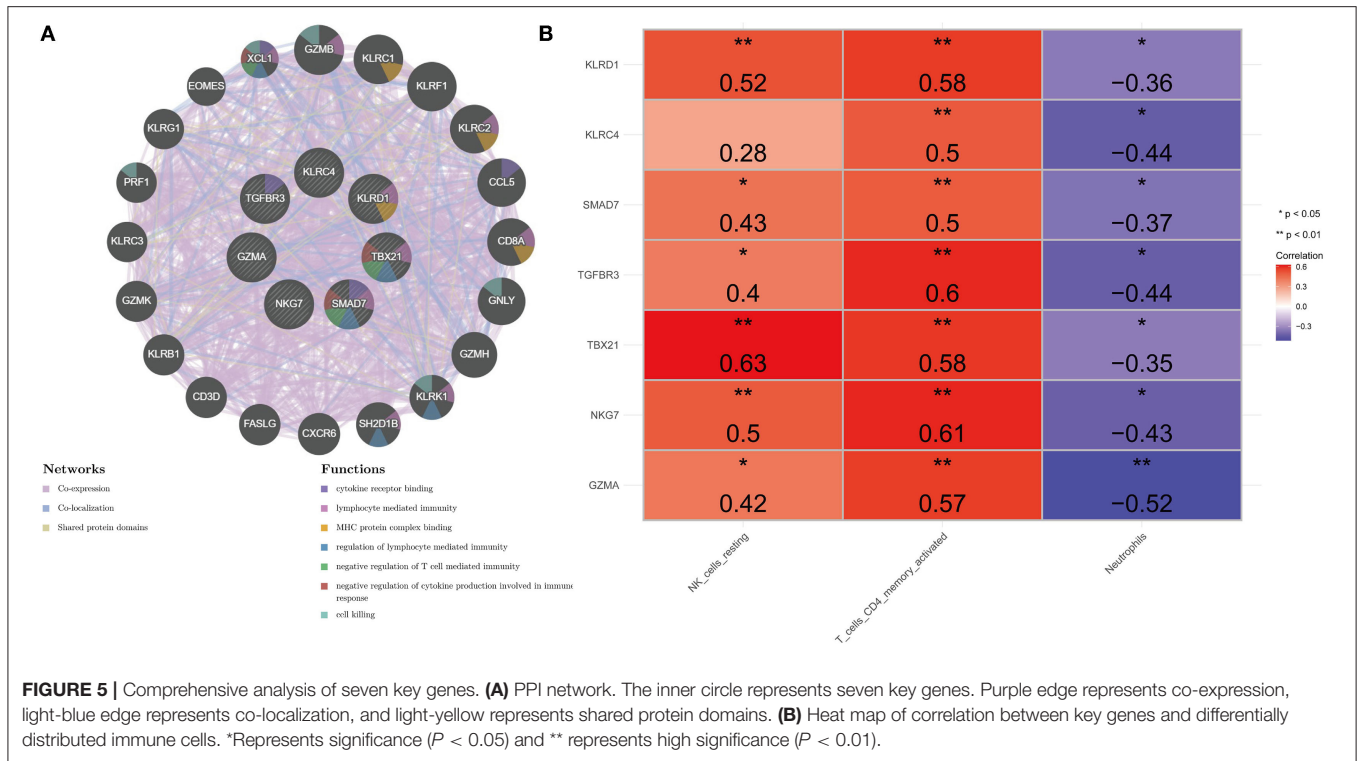 A
XCL1
GZMB
KLRC1
EOMES
KLRF1
KLRG1
KLRC2
PRF1
KLRC4
CCL5
TGFBR3
KLRD1
KLRC3
GZMA
TBX21
CD8A
GZMK
NKG7
SMAD7
GNLY
KLRB1
GZMH
CD3D
KLRK1
FASLG
CXCR6
SH2D1B
Networks
Co-expression
Co-localization
Shared protein domains
Functions
cytokine receptor binding
lymphocyte mediated immunity
MHC protein complex binding
regulation of lymphocyte mediated immunity
negative regulation of T cell mediated immunity
negative regulation of cytokine production involved in immune
response
cell killing
B
KLRD1 ** 0.52 ** 0.58 * −0.36
KLRC4 0.28 ** 0.5 * −0.44
SMAD7 * 0.43 ** 0.5 * −0.37
TGFBR3 * 0.4 ** 0.6 * −0.44
TBX21 ** 0.63 ** 0.58 * −0.35
NKG7 ** 0.5 ** 0.61 * −0.43
GZMA * 0.42 ** 0.57 ** −0.52
NK_cells_resting
T_cells_CD4_memory_activated
Neutrophils
* p < 0.05
** p < 0.01
Correlation
0.6
0.3
0.0
−0.3
FIGURE 5 | Comprehensive analysis of seven key genes. (A) PPI network. The inner circle represents seven key genes. Purple edge represents co-expression,
light-blue edge represents co-localization, and light-yellow represents shared protein domains. (B) Heat map of correlation between key genes and differentially
distributed immune cells. *Represents significance (P < 0.05) and ** represents high significance (P < 0.01).